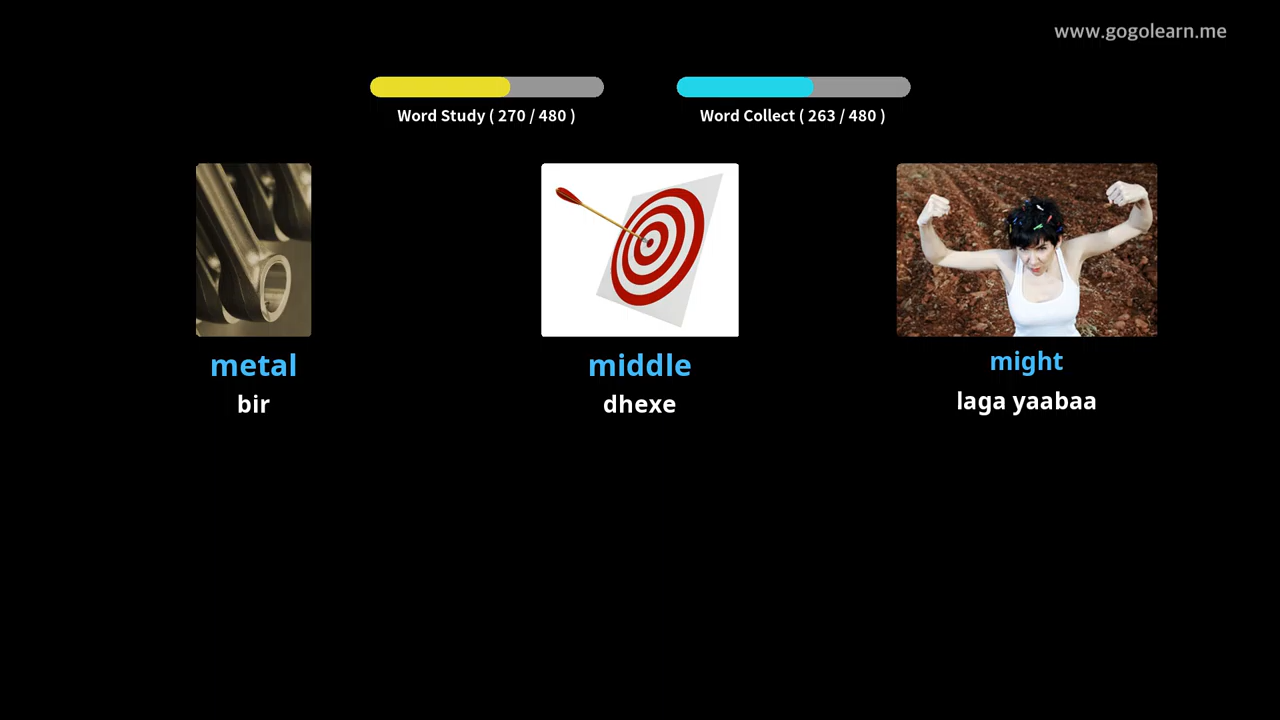 www.gogolearn.me
Word Study ( 270 / 480 )
Word Collect ( 263 / 480 )
metal
middle
might
bir
dhexe
laga yaabaa